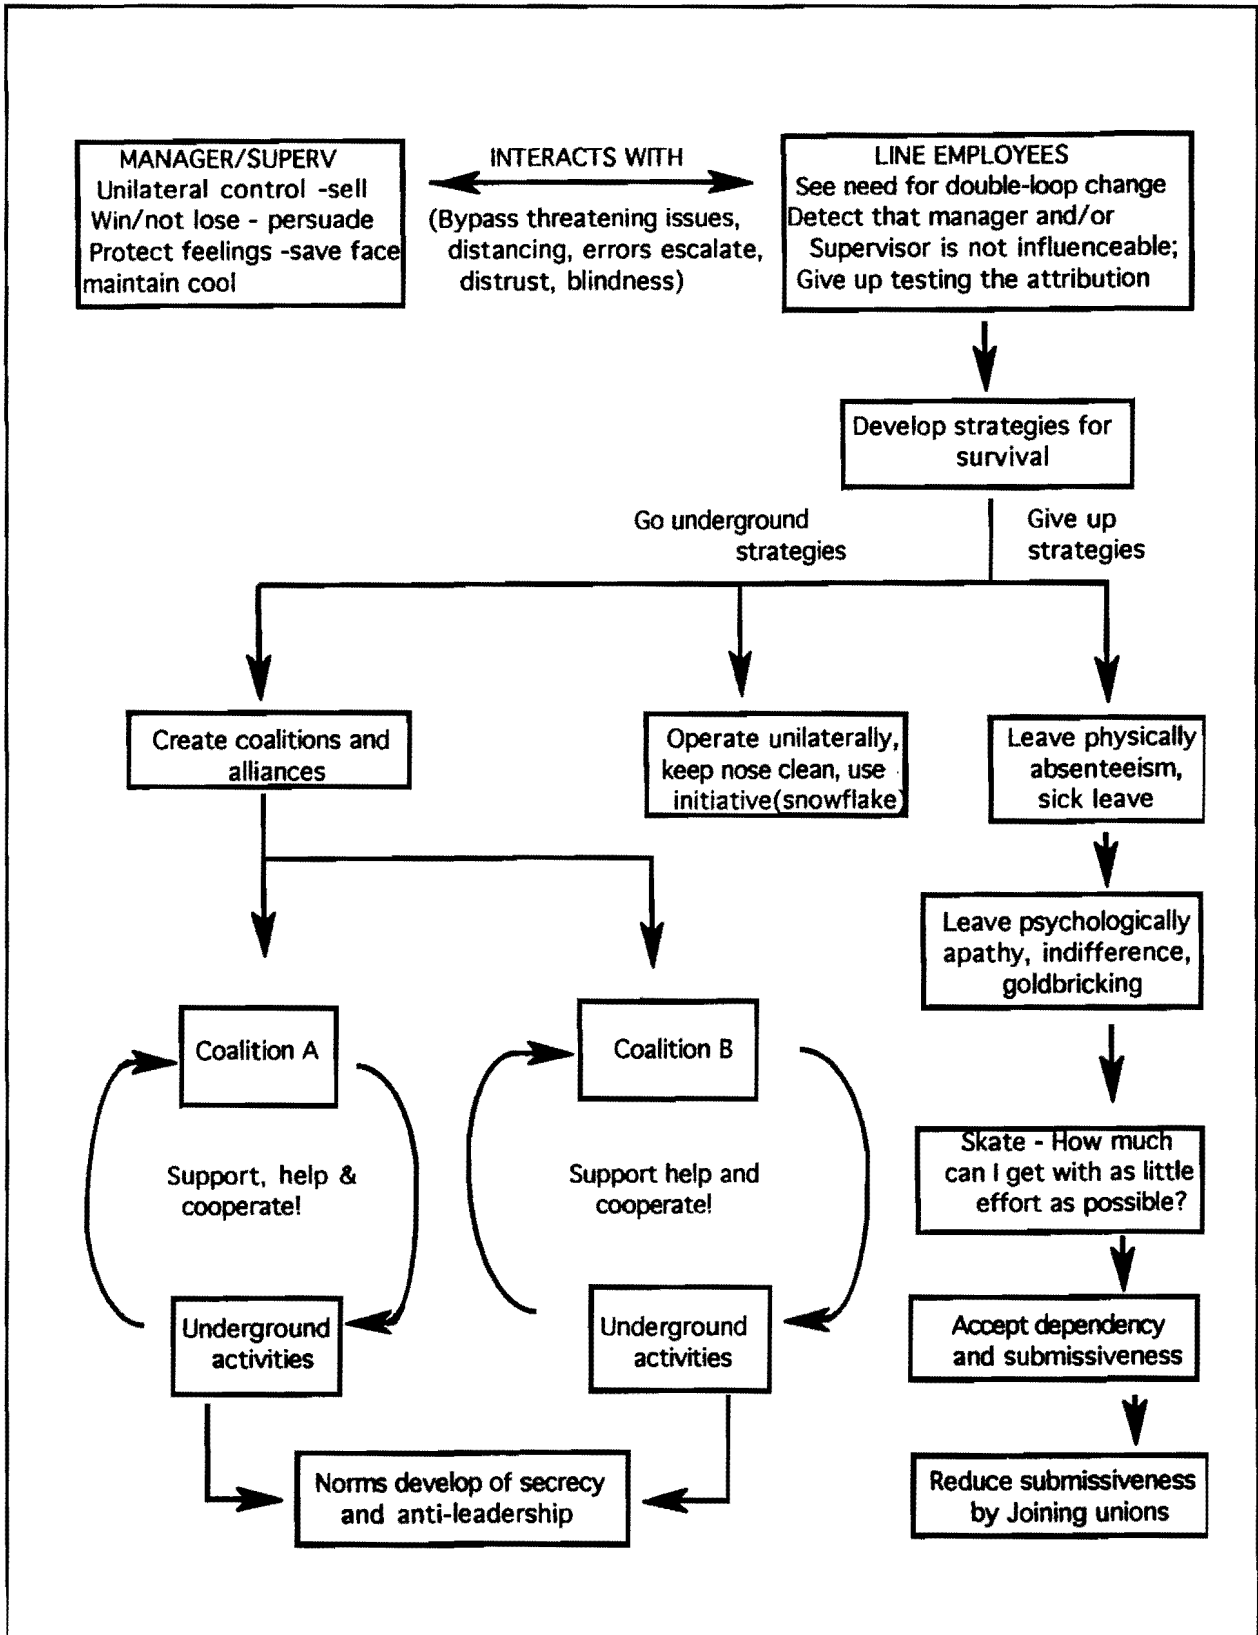 MANAGER/SUPERV
Unilateral control -sell
Win/not lose - persuade
Protect feelings -save face
maintain cool
INTERACTS WITH
(Bypass threatening issues,
distancing, errors escalate,
distrust, blindness)
LINE EMPLOYEES
See need for double-loop change
Detect that manager and/or
Supervisor is not influenceable;
Give up testing the attribution
Develop strategies for
survival
Go underground
strategies
Give up
strategies
Create coalitions and
alliances
Operate unilaterally,
keep nose clean, use
initiative(snowflake)
Leave physically
absenteeism,
sick leave
Leave psychologically
apathy, indifference,
goldbricking
Coalition A
Coalition B
Support, help &
cooperate!
Support help and
cooperate!
Skate - How much
can I get with as little
effort as possible?
Underground
activities
Underground
activities
Accept dependency
and submissiveness
Norms develop of secrecy
and anti-leadership
Reduce submissiveness
by Joining unions